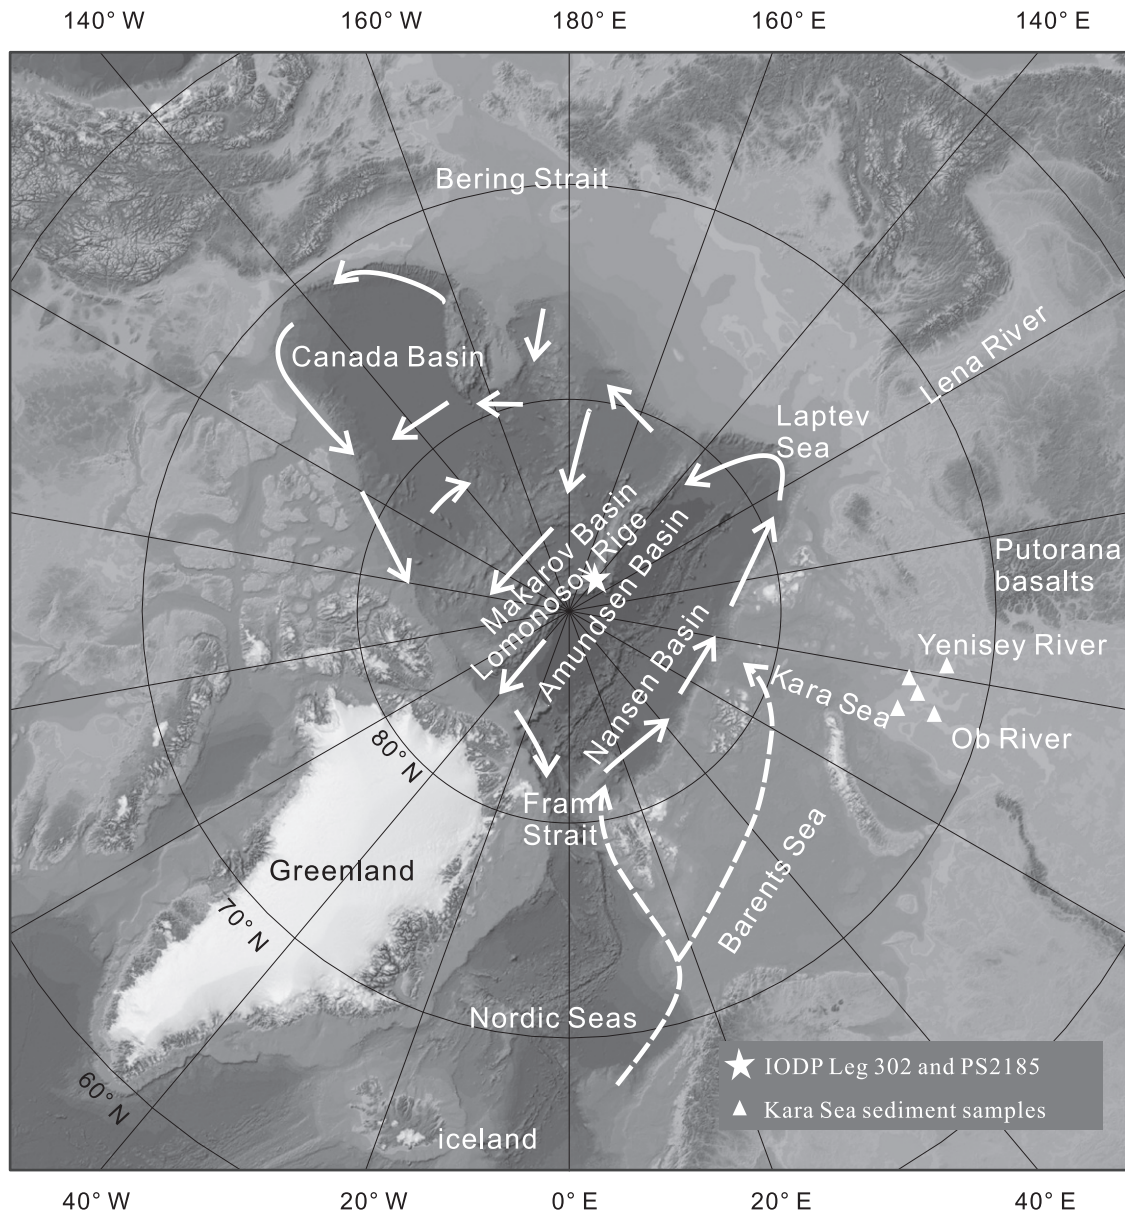 140° W 160° W 180° E 160° E 140° E
Bering Strait
Lena River
Canada Basin
Laptev
Sea
Makarov Basin
Lomonosov Rige
Amundsen Basin
Nansen Basin
Putorana
basalts
Yenisey River
Kara Sea
Ob River
80° N
Fram
Strait
Barents Sea
Greenland
70° N
Nordic Seas
60° N
iceland
IODP Leg 302 and PS2185
Kara Sea sediment samples
40° W 20° W 0° E 20° E 40° E